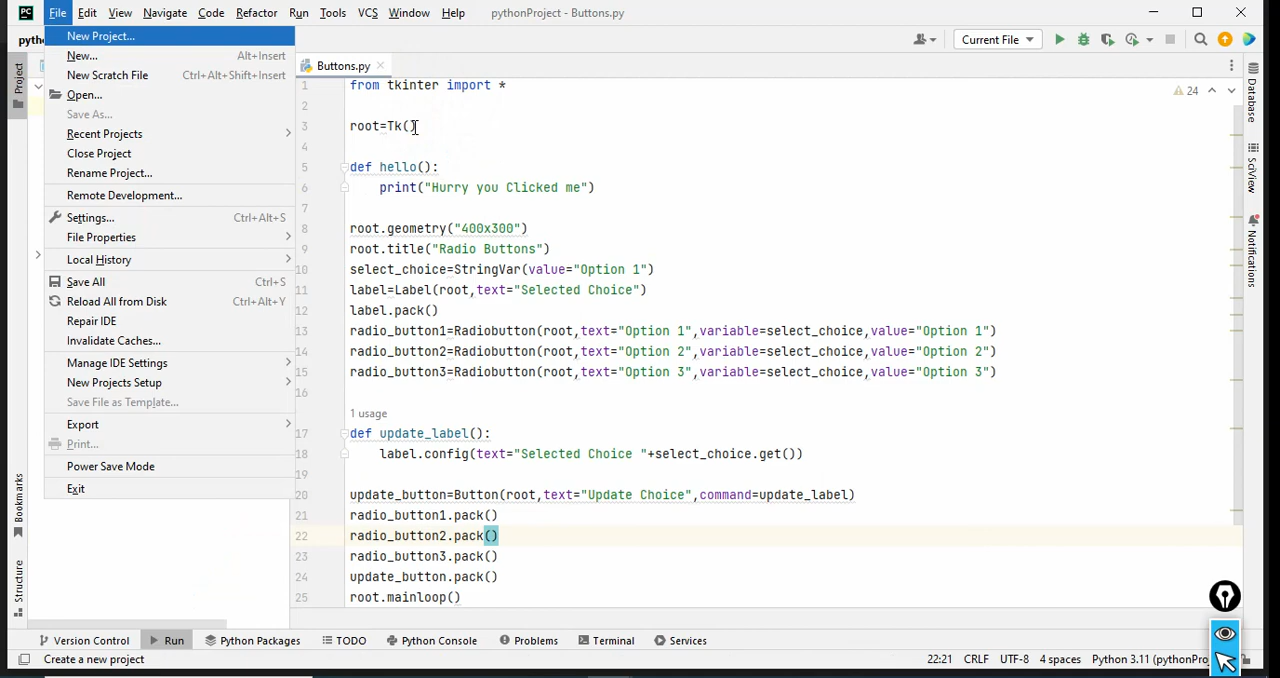 PC File Edit View Navigate Code Refactor Run Tools VCS Window Help pythonProject - Buttons.py
Current File
New Project...
New... Alt+Insert
New Scratch File Ctrl+Alt+Shift+Insert
Open...
Save As...
Recent Projects
Close Project
Rename Project...
Remote Development...
Settings... Ctrl+Alt+S
File Properties
Local History
Save All Ctrl+S
Reload All from Disk Ctrl+Alt+Y
Repair IDE
Invalidate Caches...
Manage IDE Settings
New Projects Setup
Save File as Template...
Export
Print...
Power Save Mode
Exit
Project
Bookmarks
Structure
Buttons.py
24
1 from tkinter import *
2
3 root=Tk()
4
5 def hello():
6 print("Hurry you Clicked me")
7
8 root.geometry("400x300")
9 root.title("Radio Buttons")
10 select_choice=StringVar(value="Option 1")
11 label=Label(root,text="Selected Choice")
12 label.pack()
13 radio_button1=Radiobutton(root,text="Option 1",variable=select_choice,value="Option 1")
14 radio_button2=Radiobutton(root,text="Option 2",variable=select_choice,value="Option 2")
15 radio_button3=Radiobutton(root,text="Option 3",variable=select_choice,value="Option 3")
16
1 usage
17 def update_label():
18 label.config(text="Selected Choice "+select_choice.get())
19
20 update_button=Button(root,text="Update Choice",command=update_label)
21 radio_button1.pack()
22 radio_button2.pack()
23 radio_button3.pack()
24 update_button.pack()
25 root.mainloop()
Database
SciView
Notifications
Version Control Run Python Packages TODO Python Console Problems Terminal Services
Create a new project 22:21 CRLF UTF-8 4 spaces Python 3.11 (pythonPro